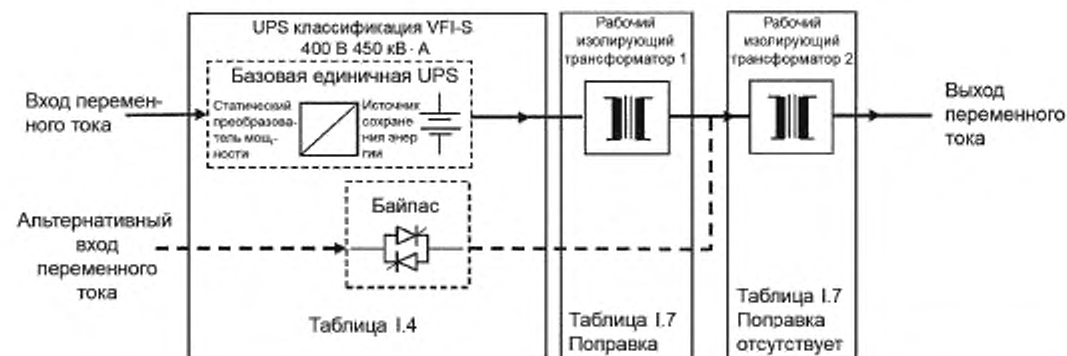 UPS классификация VFI-S
400 В 450 кВ · А
Базовая единичная UPS
Вход перемен-
ного тока
Статический
преобразова-
тель мощ-
ности
Источник
сохране
ния энер
гии
Рабочий
изолирующий
трансформатор 1
Рабочий
изолирующий
трансформатор 2
Выход
переменного
тока
Альтернативный
вход
переменного
тока
Байпас
Таблица I.4
Таблица I.7
Поправка
Таблица I.7
Поправка
отсутствует